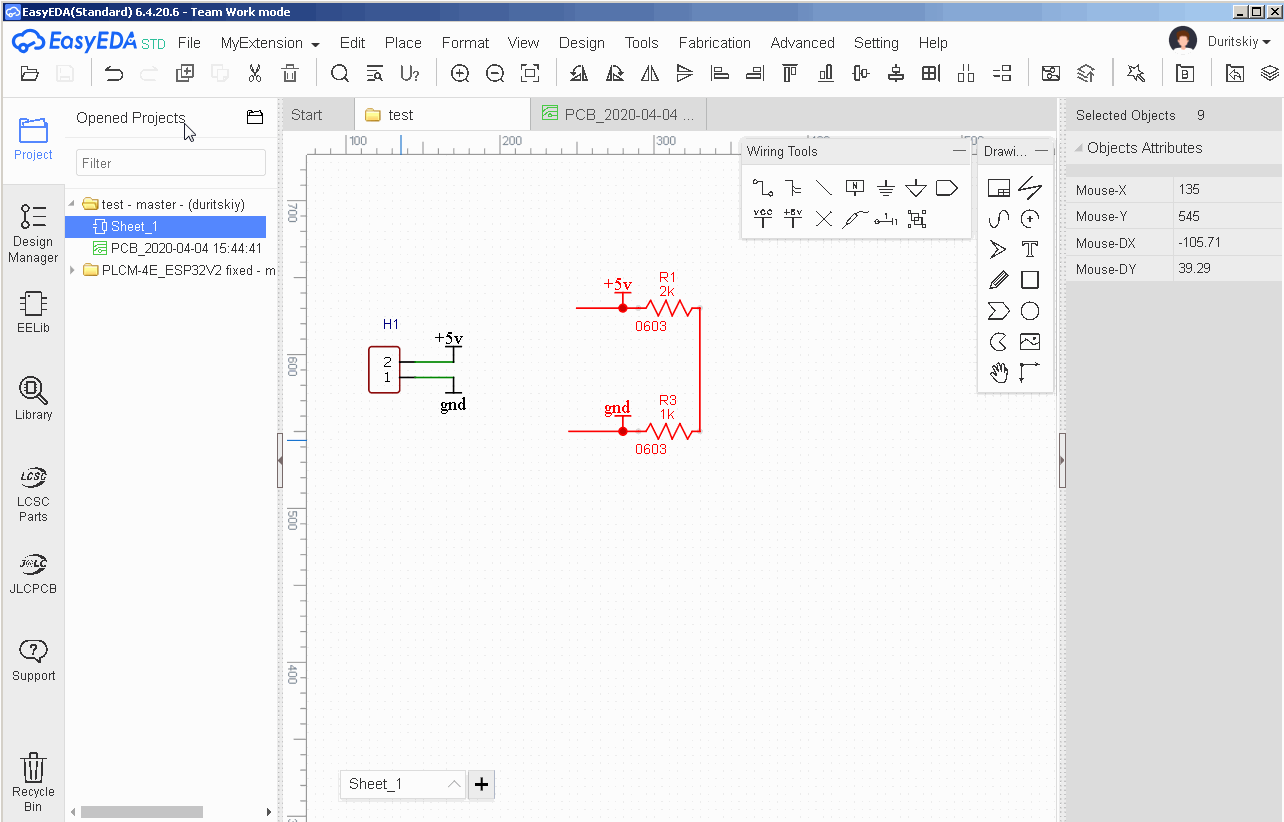 EasyEDA(Standard) 6.4.20.6 - Team Work mode
EasyEDA STD File MyExtension Edit Place Format View Design Tools Fabrication Advanced Setting Help Duritskiy
Project
Design
Manager
EELib
Library
LCSC
LCSC
Parts
J@LC
JLCPCB
Support
Recycle
Bin
Opened Projects
Filter
test - master - (duritskiy)
Sheet_1
PCB_2020-04-04 15:44:41
PLCM-4E_ESP32V2 fixed - m
Start test PCB_2020-04-04 ...
100 200 300 400 500
700
600
500
400
Wiring Tools
N
VCC +5V
Drawi...
T
H1
2
1
+5v
gnd
+5v
R1
2k
0603
gnd
R3
1k
0603
Sheet_1
Selected Objects 9
Objects Attributes
Mouse-X 135
Mouse-Y 545
Mouse-DX -105.71
Mouse-DY 39.29